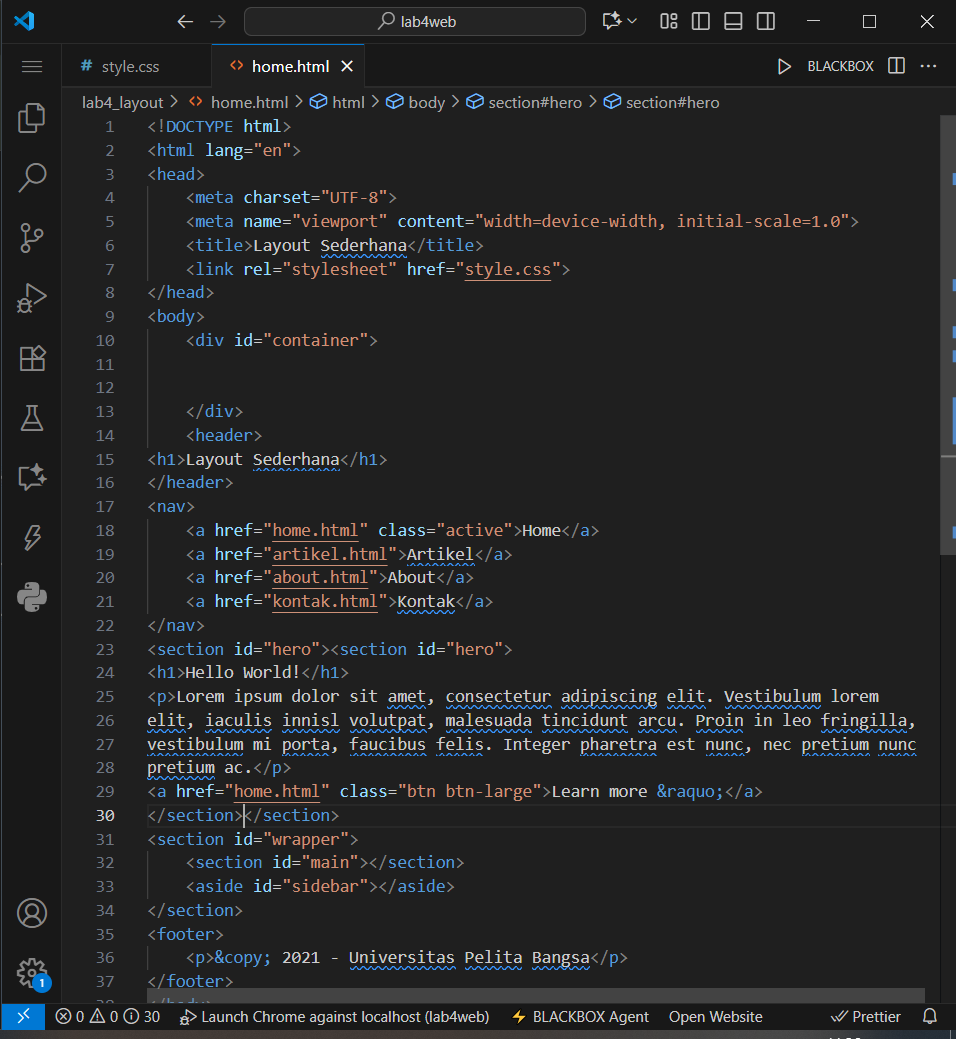 lab4web
# style.css
<> home.html
BLACKBOX
lab4_layout > <> home.html > html > body > section#hero > section#hero
1 <!DOCTYPE html>
2 <html lang="en">
3 <head>
4 <meta charset="UTF-8">
5 <meta name="viewport" content="width=device-width, initial-scale=1.0">
6 <title>Layout Sederhana</title>
7 <link rel="stylesheet" href="style.css">
8 </head>
9 <body>
10 <div id="container">
11
12
13 </div>
14 <header>
15 <h1>Layout Sederhana</h1>
16 </header>
17 <nav>
18 <a href="home.html" class="active">Home</a>
19 <a href="artikel.html">Artikel</a>
20 <a href="about.html">About</a>
21 <a href="kontak.html">Kontak</a>
22 </nav>
23 <section id="hero"><section id="hero">
24 <h1>Hello World!</h1>
25 <p>Lorem ipsum dolor sit amet, consectetur adipiscing elit. Vestibulum lorem
26 elit, iaculis innisl volutpat, malesuada tincidunt arcu. Proin in leo fringilla,
27 vestibulum mi porta, faucibus felis. Integer pharetra est nunc, nec pretium nunc
28 pretium ac.</p>
29 <a href="home.html" class="btn btn-large">Learn more &raquo;</a>
30 </section></section>
31 <section id="wrapper">
32 <section id="main"></section>
33 <aside id="sidebar"></aside>
34 </section>
35 <footer>
36 <p>&copy; 2021 - Universitas Pelita Bangsa</p>
37 </footer>
1
0 0 30 Launch Chrome against localhost (lab4web) BLACKBOX Agent Open Website Prettier